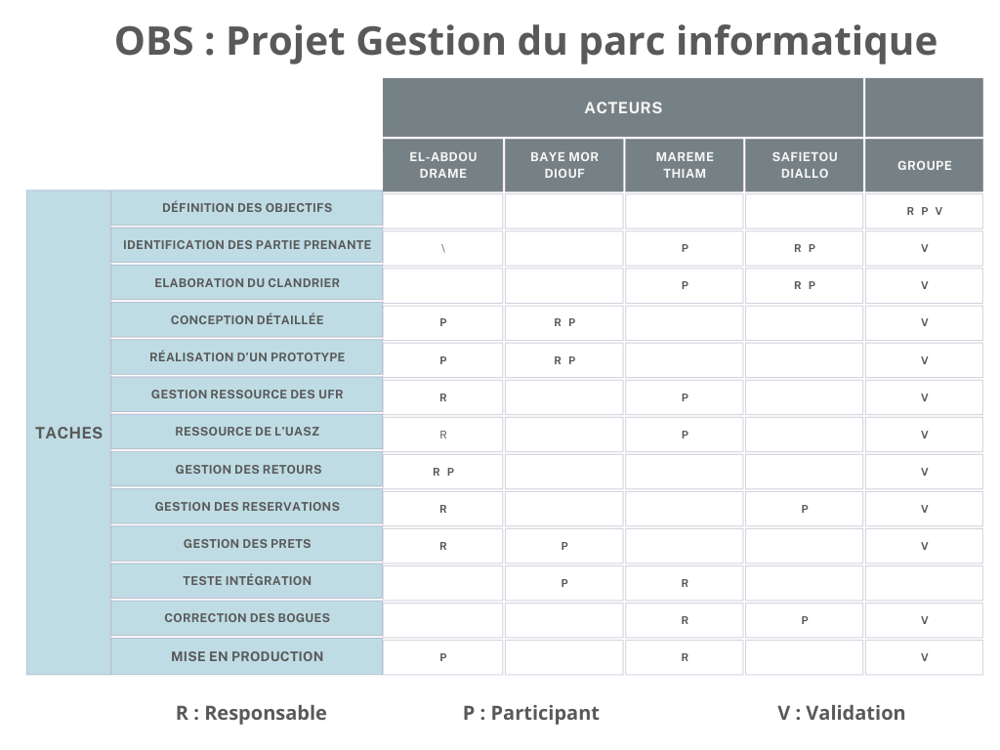 OBS : Projet Gestion du parc informatique
ACTEURS
EL-ABDOU DRAME BAYE MOR DIOUF MAREME THIAM SAFIETOU DIALLO GROUPE
TACHES
DÉFINITION DES OBJECTIFS R P V
IDENTIFICATION DES PARTIE PRENANTE \ P R P V
ELABORATION DU CLANDRIER P R P V
CONCEPTION DÉTAILLÉE P R P V
RÉALISATION D'UN PROTOTYPE P R P V
GESTION RESSOURCE DES UFR R P V
RESSOURCE DE L'UASZ R P V
GESTION DES RETOURS R P V
GESTION DES RESERVATIONS R P V
GESTION DES PRETS R P V
TESTE INTÉGRATION P R
CORRECTION DES BOGUES R P V
MISE EN PRODUCTION P R V
R : Responsable P : Participant V : Validation